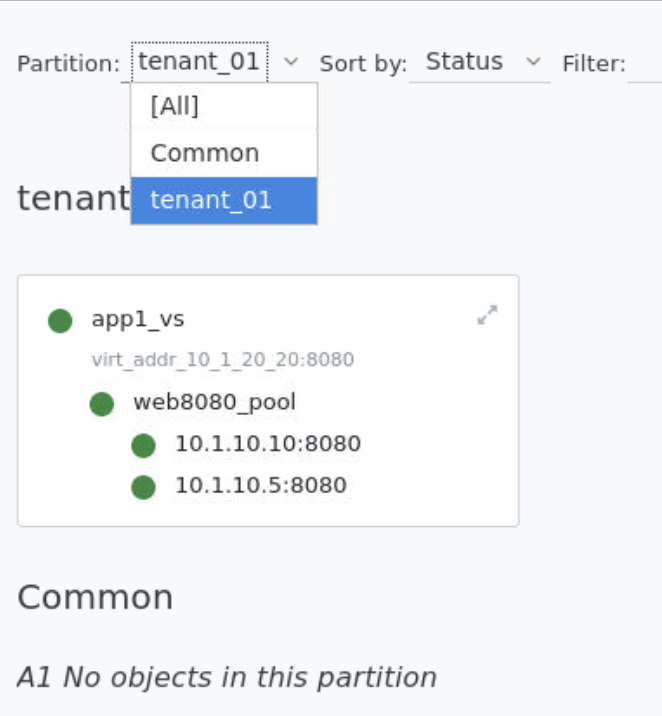 Partition: tenant_01 Sort by: Status Filter:
[All]
Common
tenant_01
tenant
app1_vs
virt_addr_10_1_20_20:8080
web8080_pool
10.1.10.10:8080
10.1.10.5:8080
Common
A1 No objects in this partition